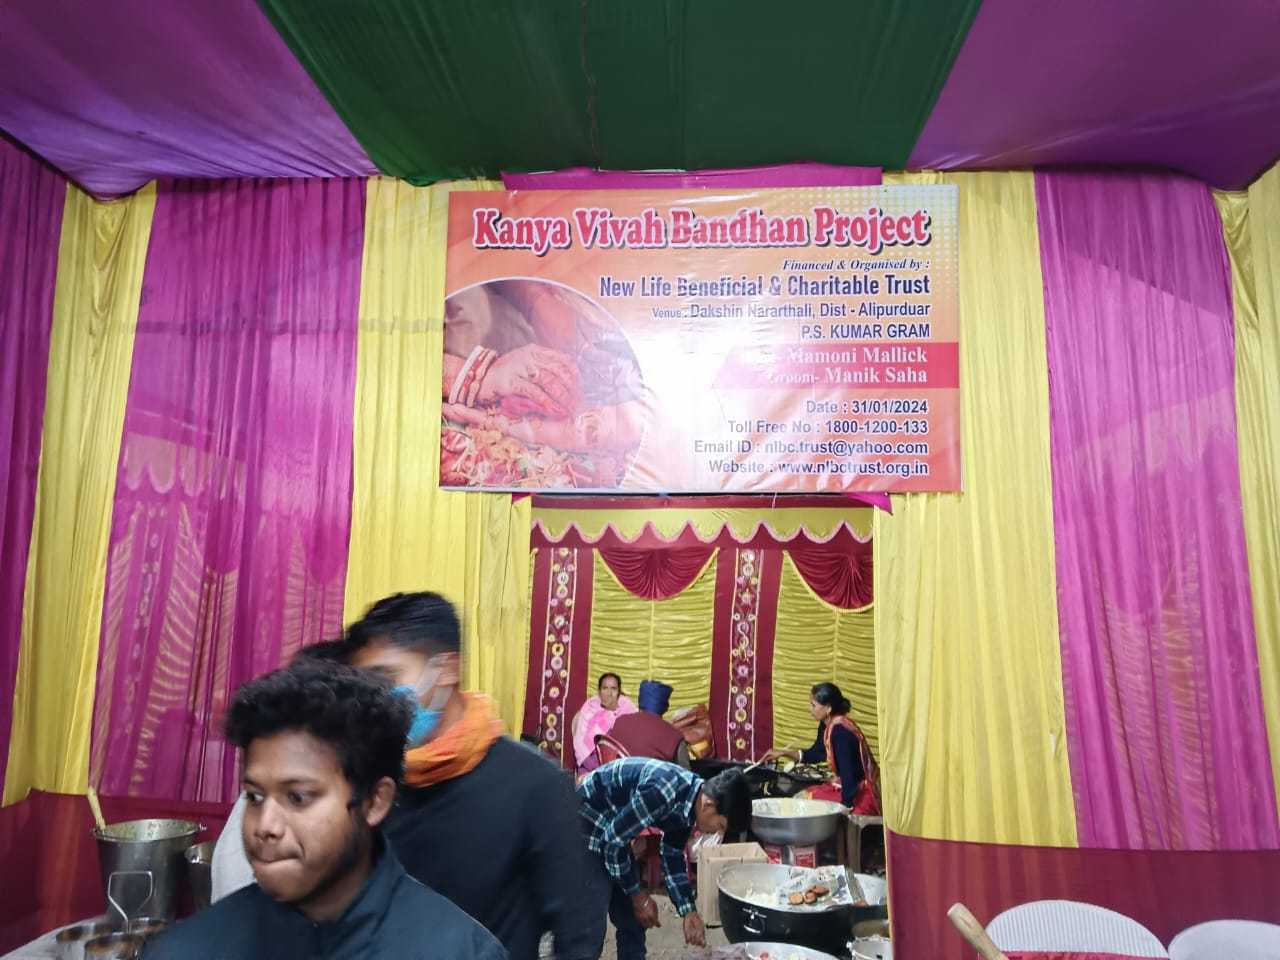 Kanya Vivah Bandhan Project
Financed & Organised by :
New Life Beneficial & Charitable Trust
Venue : Dakshin Nararthali, Dist - Alipurduar
P.S. KUMAR GRAM
Mamoni Mallick
Groom- Manik Saha
Date : 31/01/2024
Toll Free No : 1800-1200-133
Email ID : nlbc.trust@yahoo.com
Website : www.nlbctrust.org.in